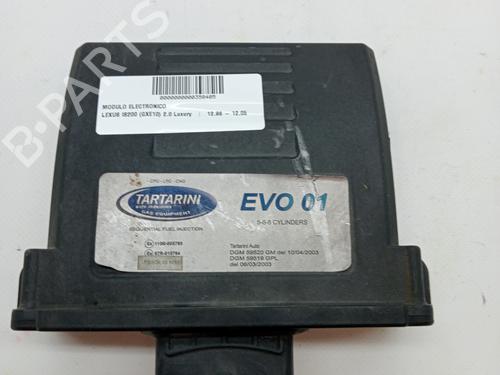 0000000000350405
MODULO ELECTRONICO
LEXUS IS200 (GXE10) 2.0 Luxury | 12.98 - 12.05
B-PARTS
TARTARINI
GAS EQUIPMENT
EVO 01
5-6-8 CYLINDERS
SEQUENTIAL FUEL INJECTION
Tartarini Auto
DGM 59520 GM del 10/04/2003
DGM 59519 GPL
del 06/03/2003